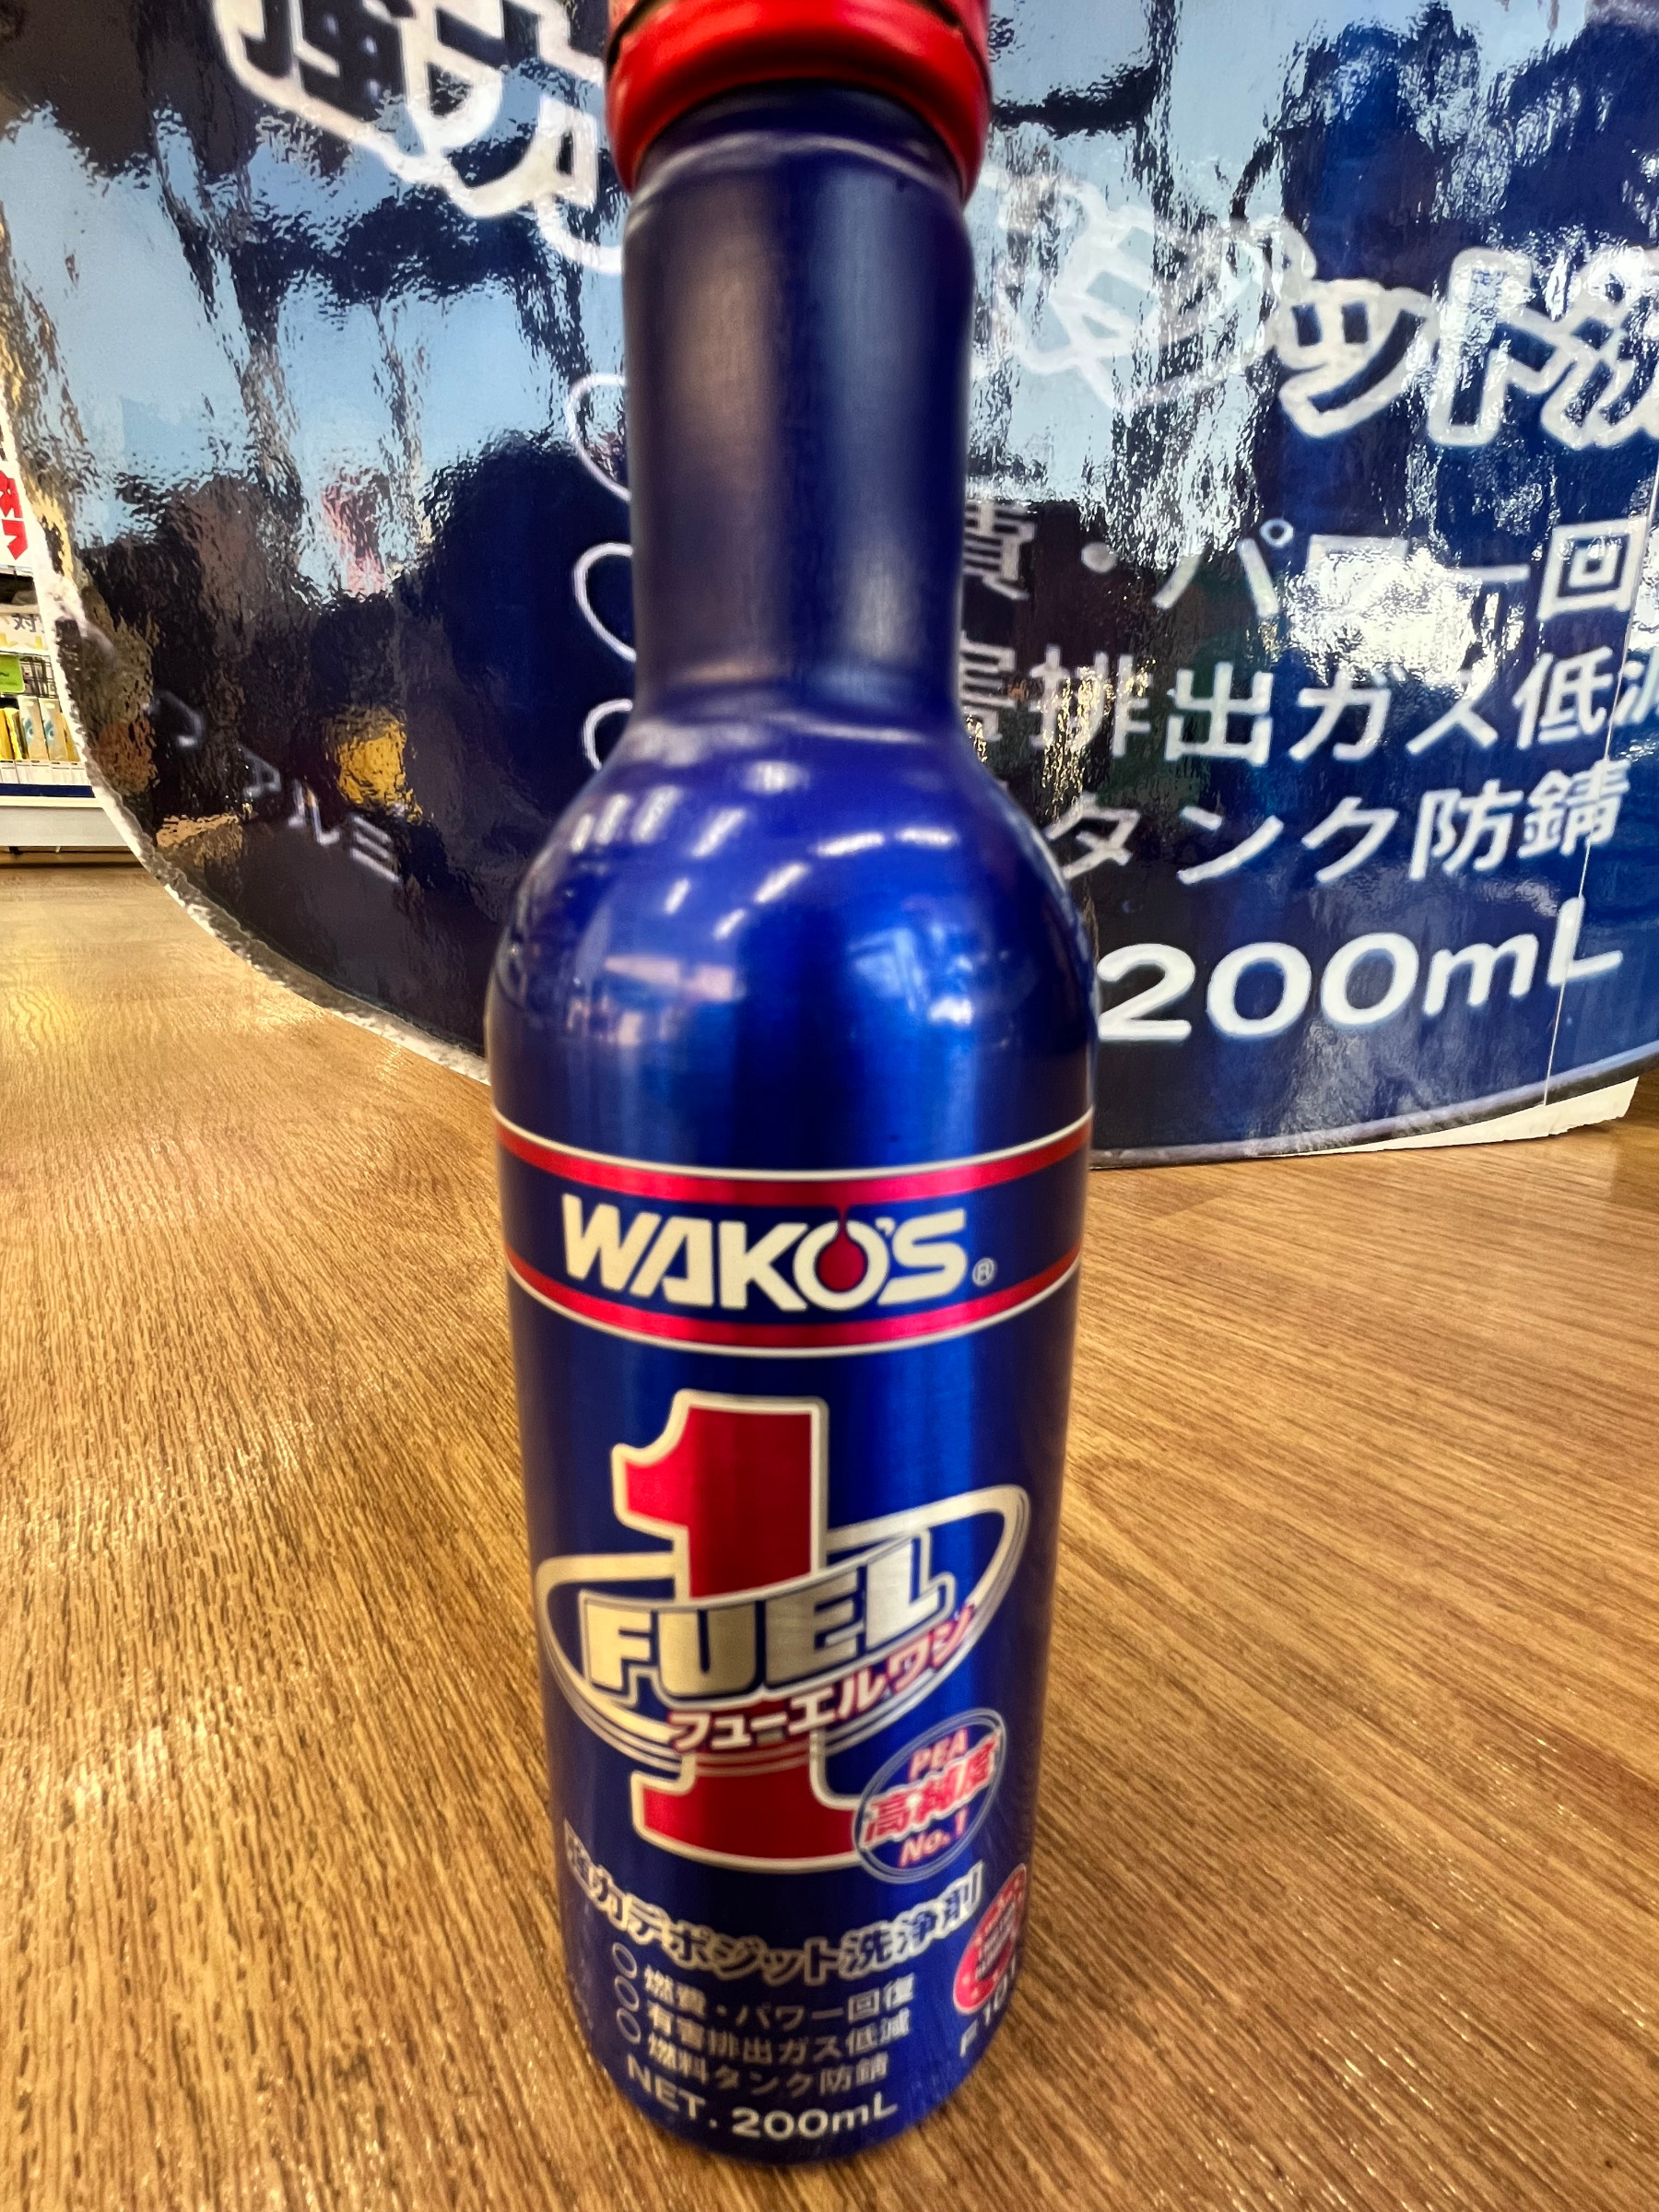 WAKO'S®
1
FUEL
フューエルワン
PEA
高純度
No.1
強力デポジット洗浄剤
○燃費・パワー回復
○有害排出ガス低減
○燃料タンク防錆
NET. 200mL
ット
費・パワー回
害排出ガス低減
タンク防錆
200mL